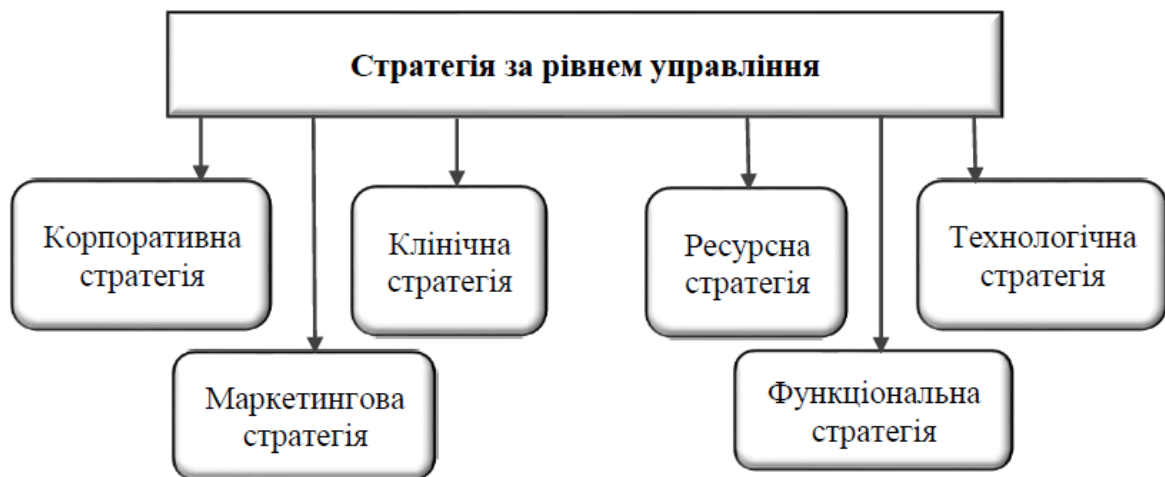 Стратегія за рівнем управління
Корпоративна
стратегія
Клінічна
стратегія
Ресурсна
стратегія
Технологічна
стратегія
Маркетингова
стратегія
Функціональна
стратегія